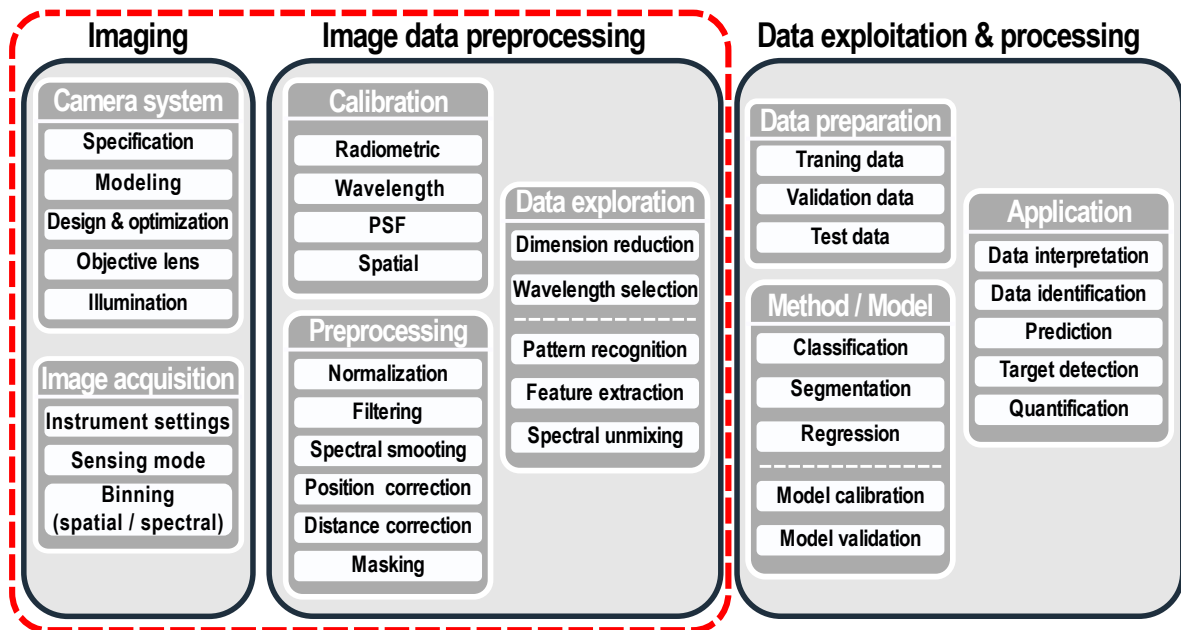 Imaging
Camera system
Specification
Modeling
Design & optimization
Objective lens
Illumination
Image acquisition
Instrument settings
Sensing mode
Binning
(spatial / spectral)
Image data preprocessing
Calibration
Radiometric
Wavelength
PSF
Spatial
Preprocessing
Normalization
Filtering
Spectral smooting
Position correction
Distance correction
Masking
Data exploration
Dimension reduction
Wavelength selection
Pattern recognition
Feature extraction
Spectral unmixing
Data exploitation & processing
Data preparation
Traning data
Validation data
Test data
Method / Model
Classification
Segmentation
Regression
Model calibration
Model validation
Application
Data interpretation
Data identification
Prediction
Target detection
Quantification